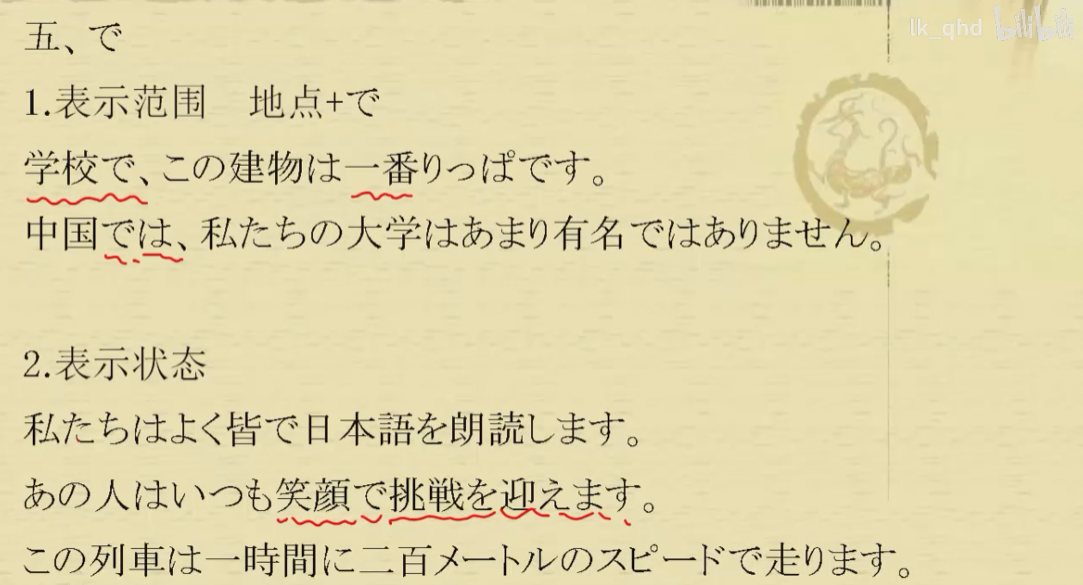 lk_qhd bilibili
五、で
1.表示范围　地点+で
学校で、この建物は一番りっぱです。
中国では、私たちの大学はあまり有名ではありません。
2.表示状态
私たちはよく皆で日本語を朗読します。
あの人はいつも笑顔で挑戦を迎えます。
この列車は一時間に二百メートルのスピードで走ります。